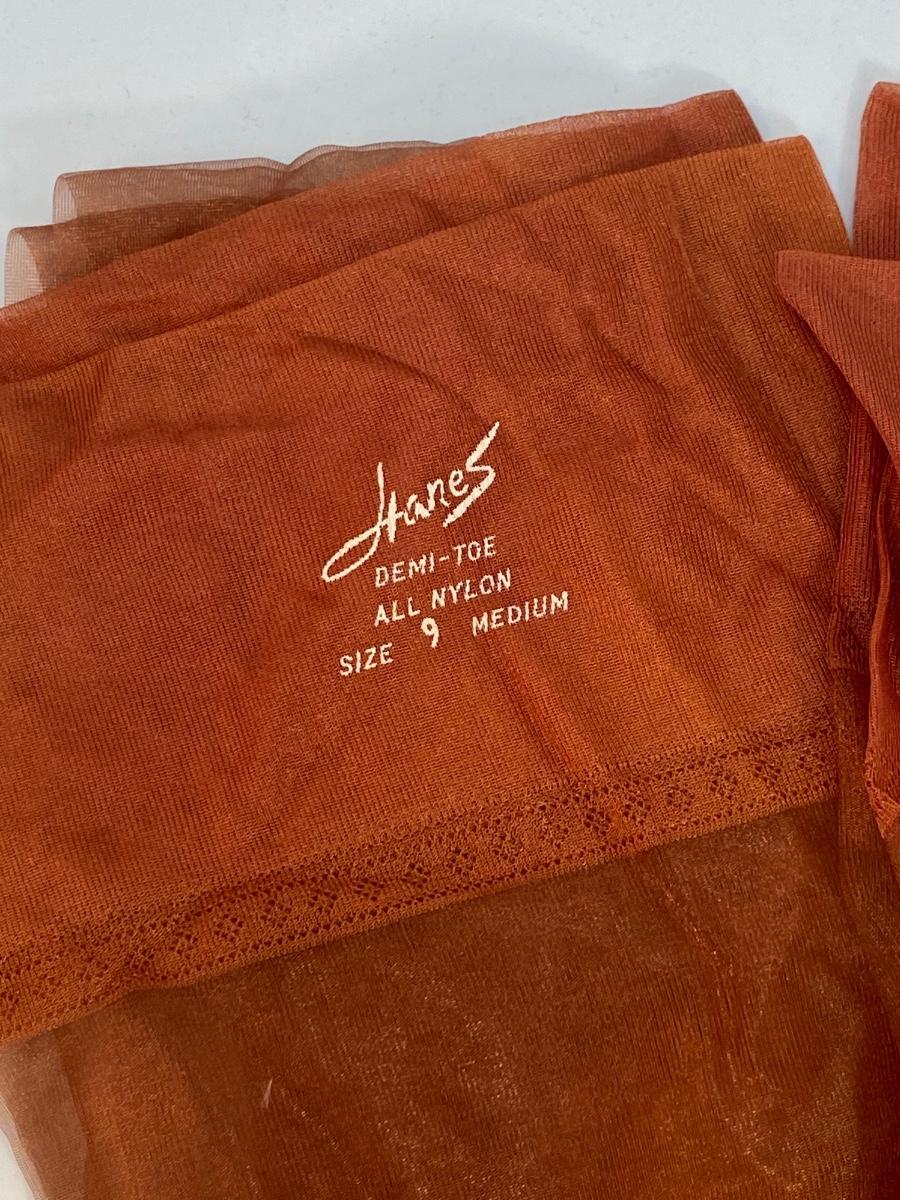 Hanes
DEMI-TOE
ALL NYLON
SIZE 9 MEDIUM